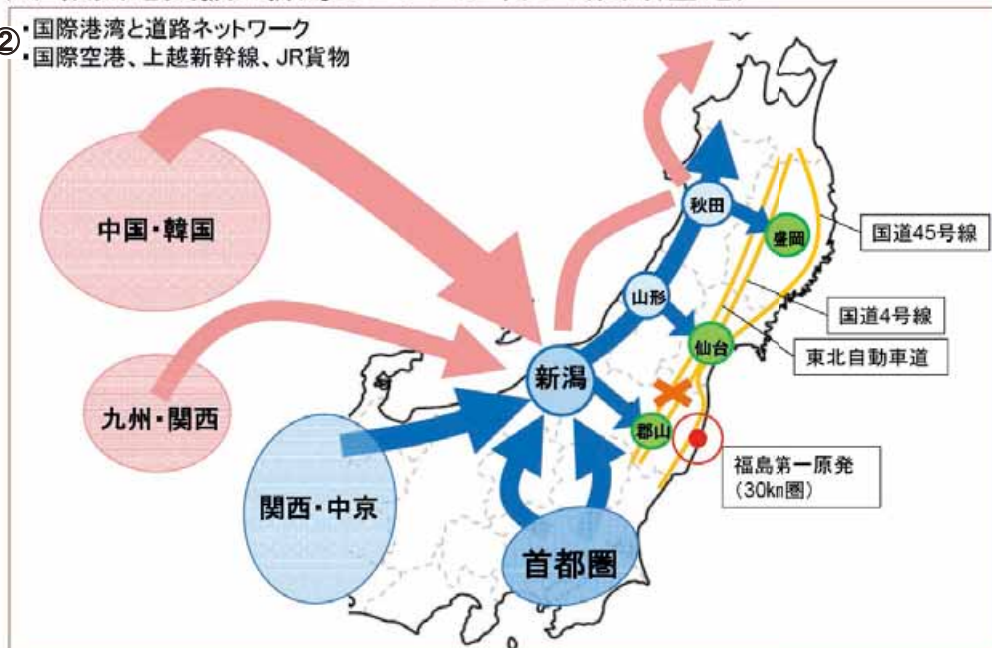 ②
・国際港湾と道路ネットワーク
・国際空港、上越新幹線、JR貨物
中国・韓国
九州・関西
関西・中京
首都圏
新潟
山形
秋田
盛岡
仙台
郡山
国道45号線
国道4号線
東北自動車道
福島第一原発
(30km圏)